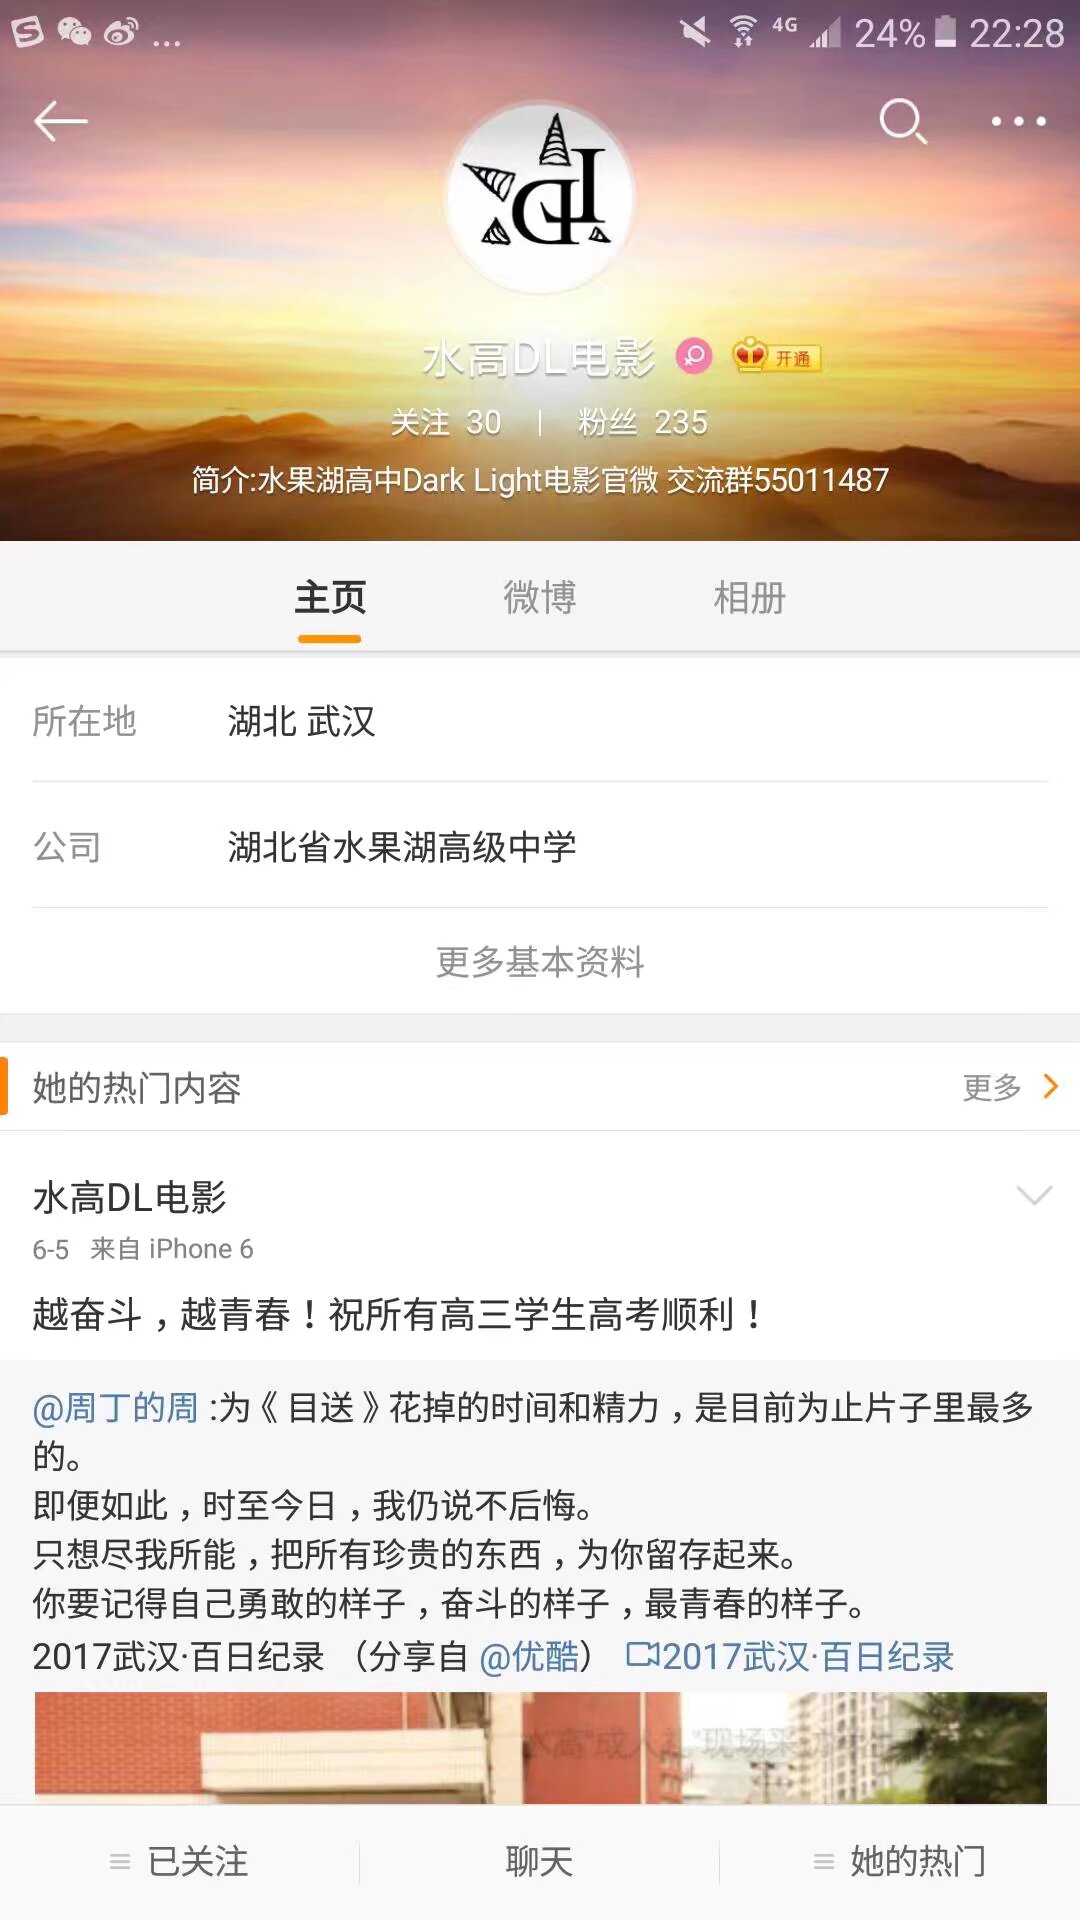 ... 4G 24% 22:28
DL
水高DL电影 开通
关注 30 | 粉丝 235
简介:水果湖高中Dark Light电影官微 交流群55011487
主页 微博 相册
所在地 湖北 武汉
公司 湖北省水果湖高级中学
更多基本资料
她的热门内容 更多
水高DL电影
6-5 来自 iPhone 6
越奋斗，越青春！祝所有高三学生高考顺利！
@周丁的周 :为《目送》花掉的时间和精力，是目前为止片子里最多
的。
即便如此，时至今日，我仍说不后悔。
只想尽我所能，把所有珍贵的东西，为你留存起来。
你要记得自己勇敢的样子，奋斗的样子，最青春的样子。
2017武汉·百日纪录 （分享自 @优酷） 2017武汉·百日纪录
水高"成人礼"现场
已关注 聊天 她的热门